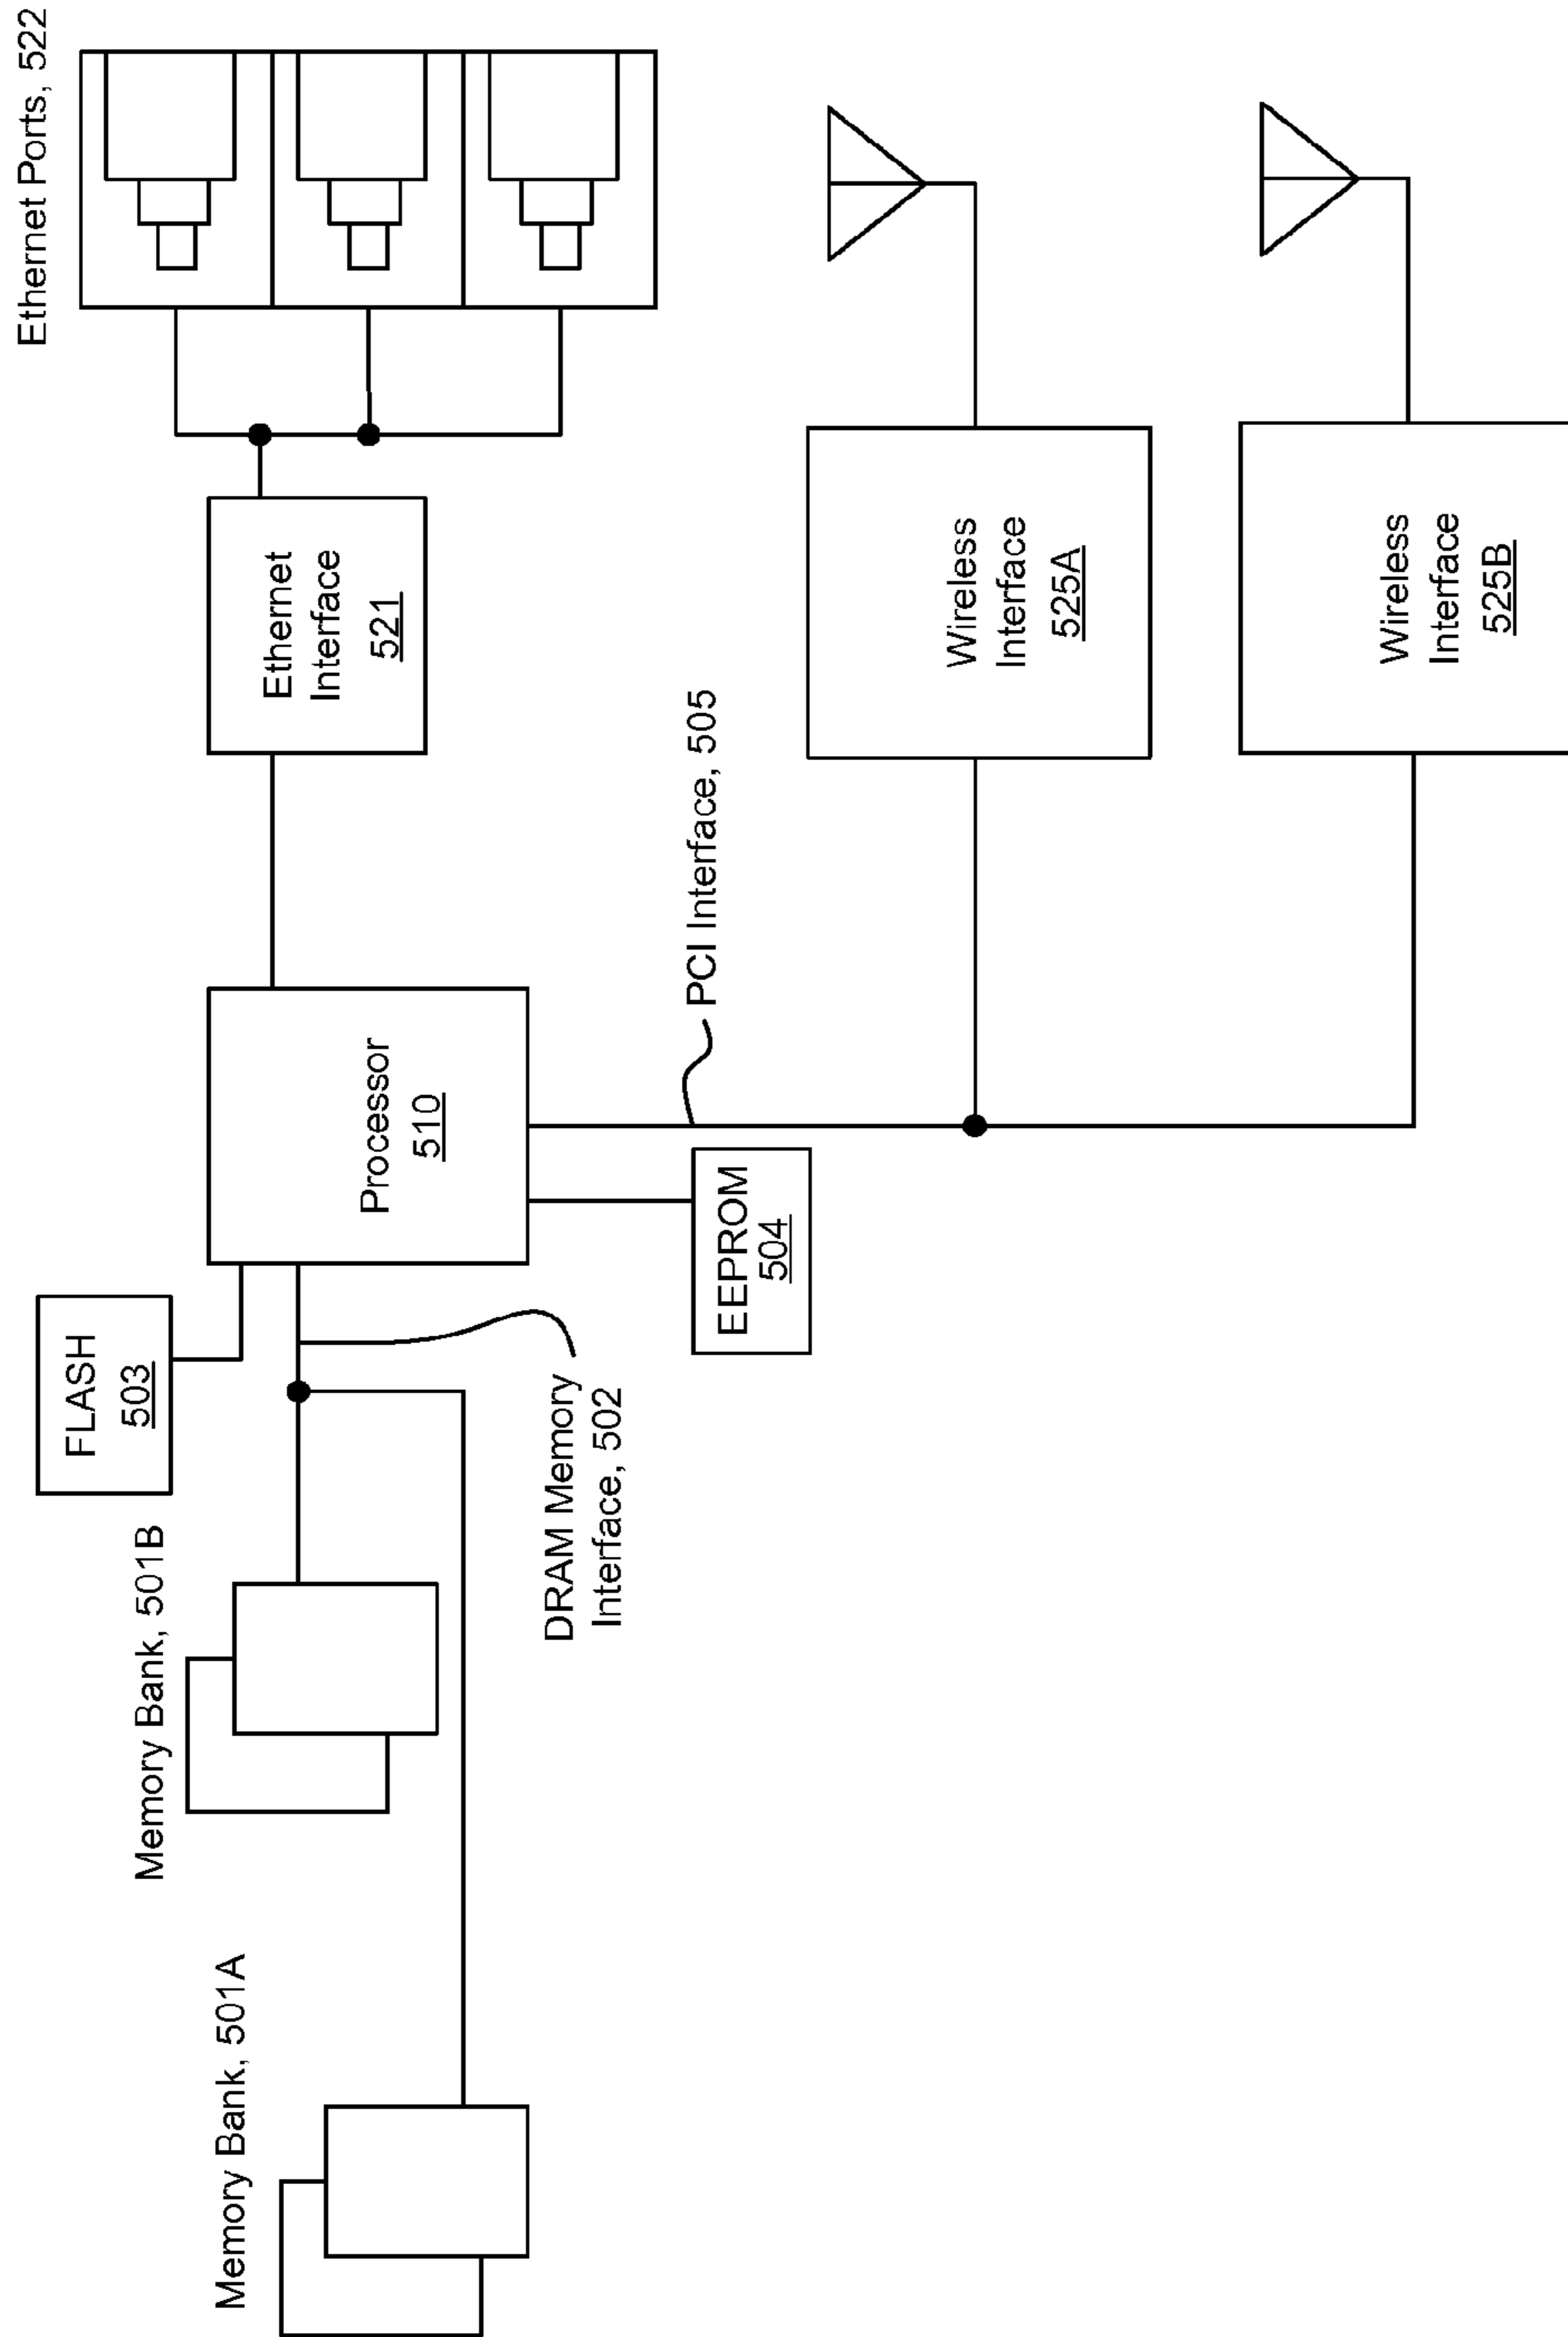 Memory Bank, 501A
Memory Bank, 501B
FLASH
503
DRAM Memory
Interface, 502
Processor
510
EEPROM
504
PCI Interface, 505
Ethernet
Interface
521
Ethernet Ports, 522
Wireless
Interface
525A
Wireless
Interface
525B